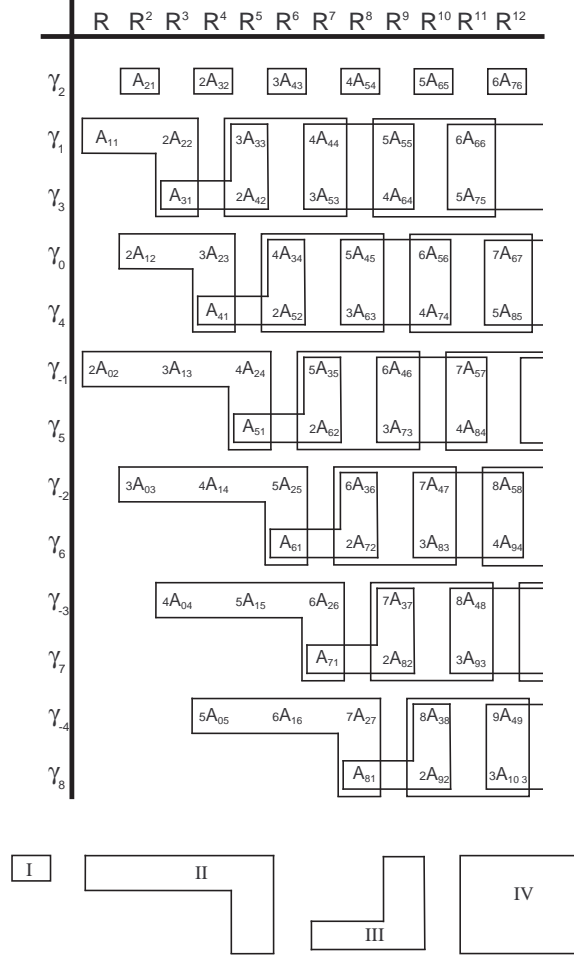 R R² R³ R⁴ R⁵ R⁶ R⁷ R⁸ R⁹ R¹⁰ R¹¹ R¹²
γ₂ A₂₁ 2A₃₂ 3A₄₃ 4A₅₄ 5A₆₅ 6A₇₆
γ₁ A₁₁ 2A₂₂ 3A₃₃ 4A₄₄ 5A₅₅ 6A₆₆
γ₃ A₃₁ 2A₄₂ 3A₅₃ 4A₆₄ 5A₇₅
γ₀ 2A₁₂ 3A₂₃ 4A₃₄ 5A₄₅ 6A₅₆ 7A₆₇
γ₄ A₄₁ 2A₅₂ 3A₆₃ 4A₇₄ 5A₈₅
γ₋₁ 2A₀₂ 3A₁₃ 4A₂₄ 5A₃₅ 6A₄₆ 7A₅₇
γ₅ A₅₁ 2A₆₂ 3A₇₃ 4A₈₄
γ₋₂ 3A₀₃ 4A₁₄ 5A₂₅ 6A₃₆ 7A₄₇ 8A₅₈
γ₆ A₆₁ 2A₇₂ 3A₈₃ 4A₉₄
γ₋₃ 4A₀₄ 5A₁₅ 6A₂₆ 7A₃₇ 8A₄₈
γ₇ A₇₁ 2A₈₂ 3A₉₃
γ₋₄ 5A₀₅ 6A₁₆ 7A₂₇ 8A₃₈ 9A₄₉
γ₈ A₈₁ 2A₉₂ 3A₁₀ ₃
I II III IV